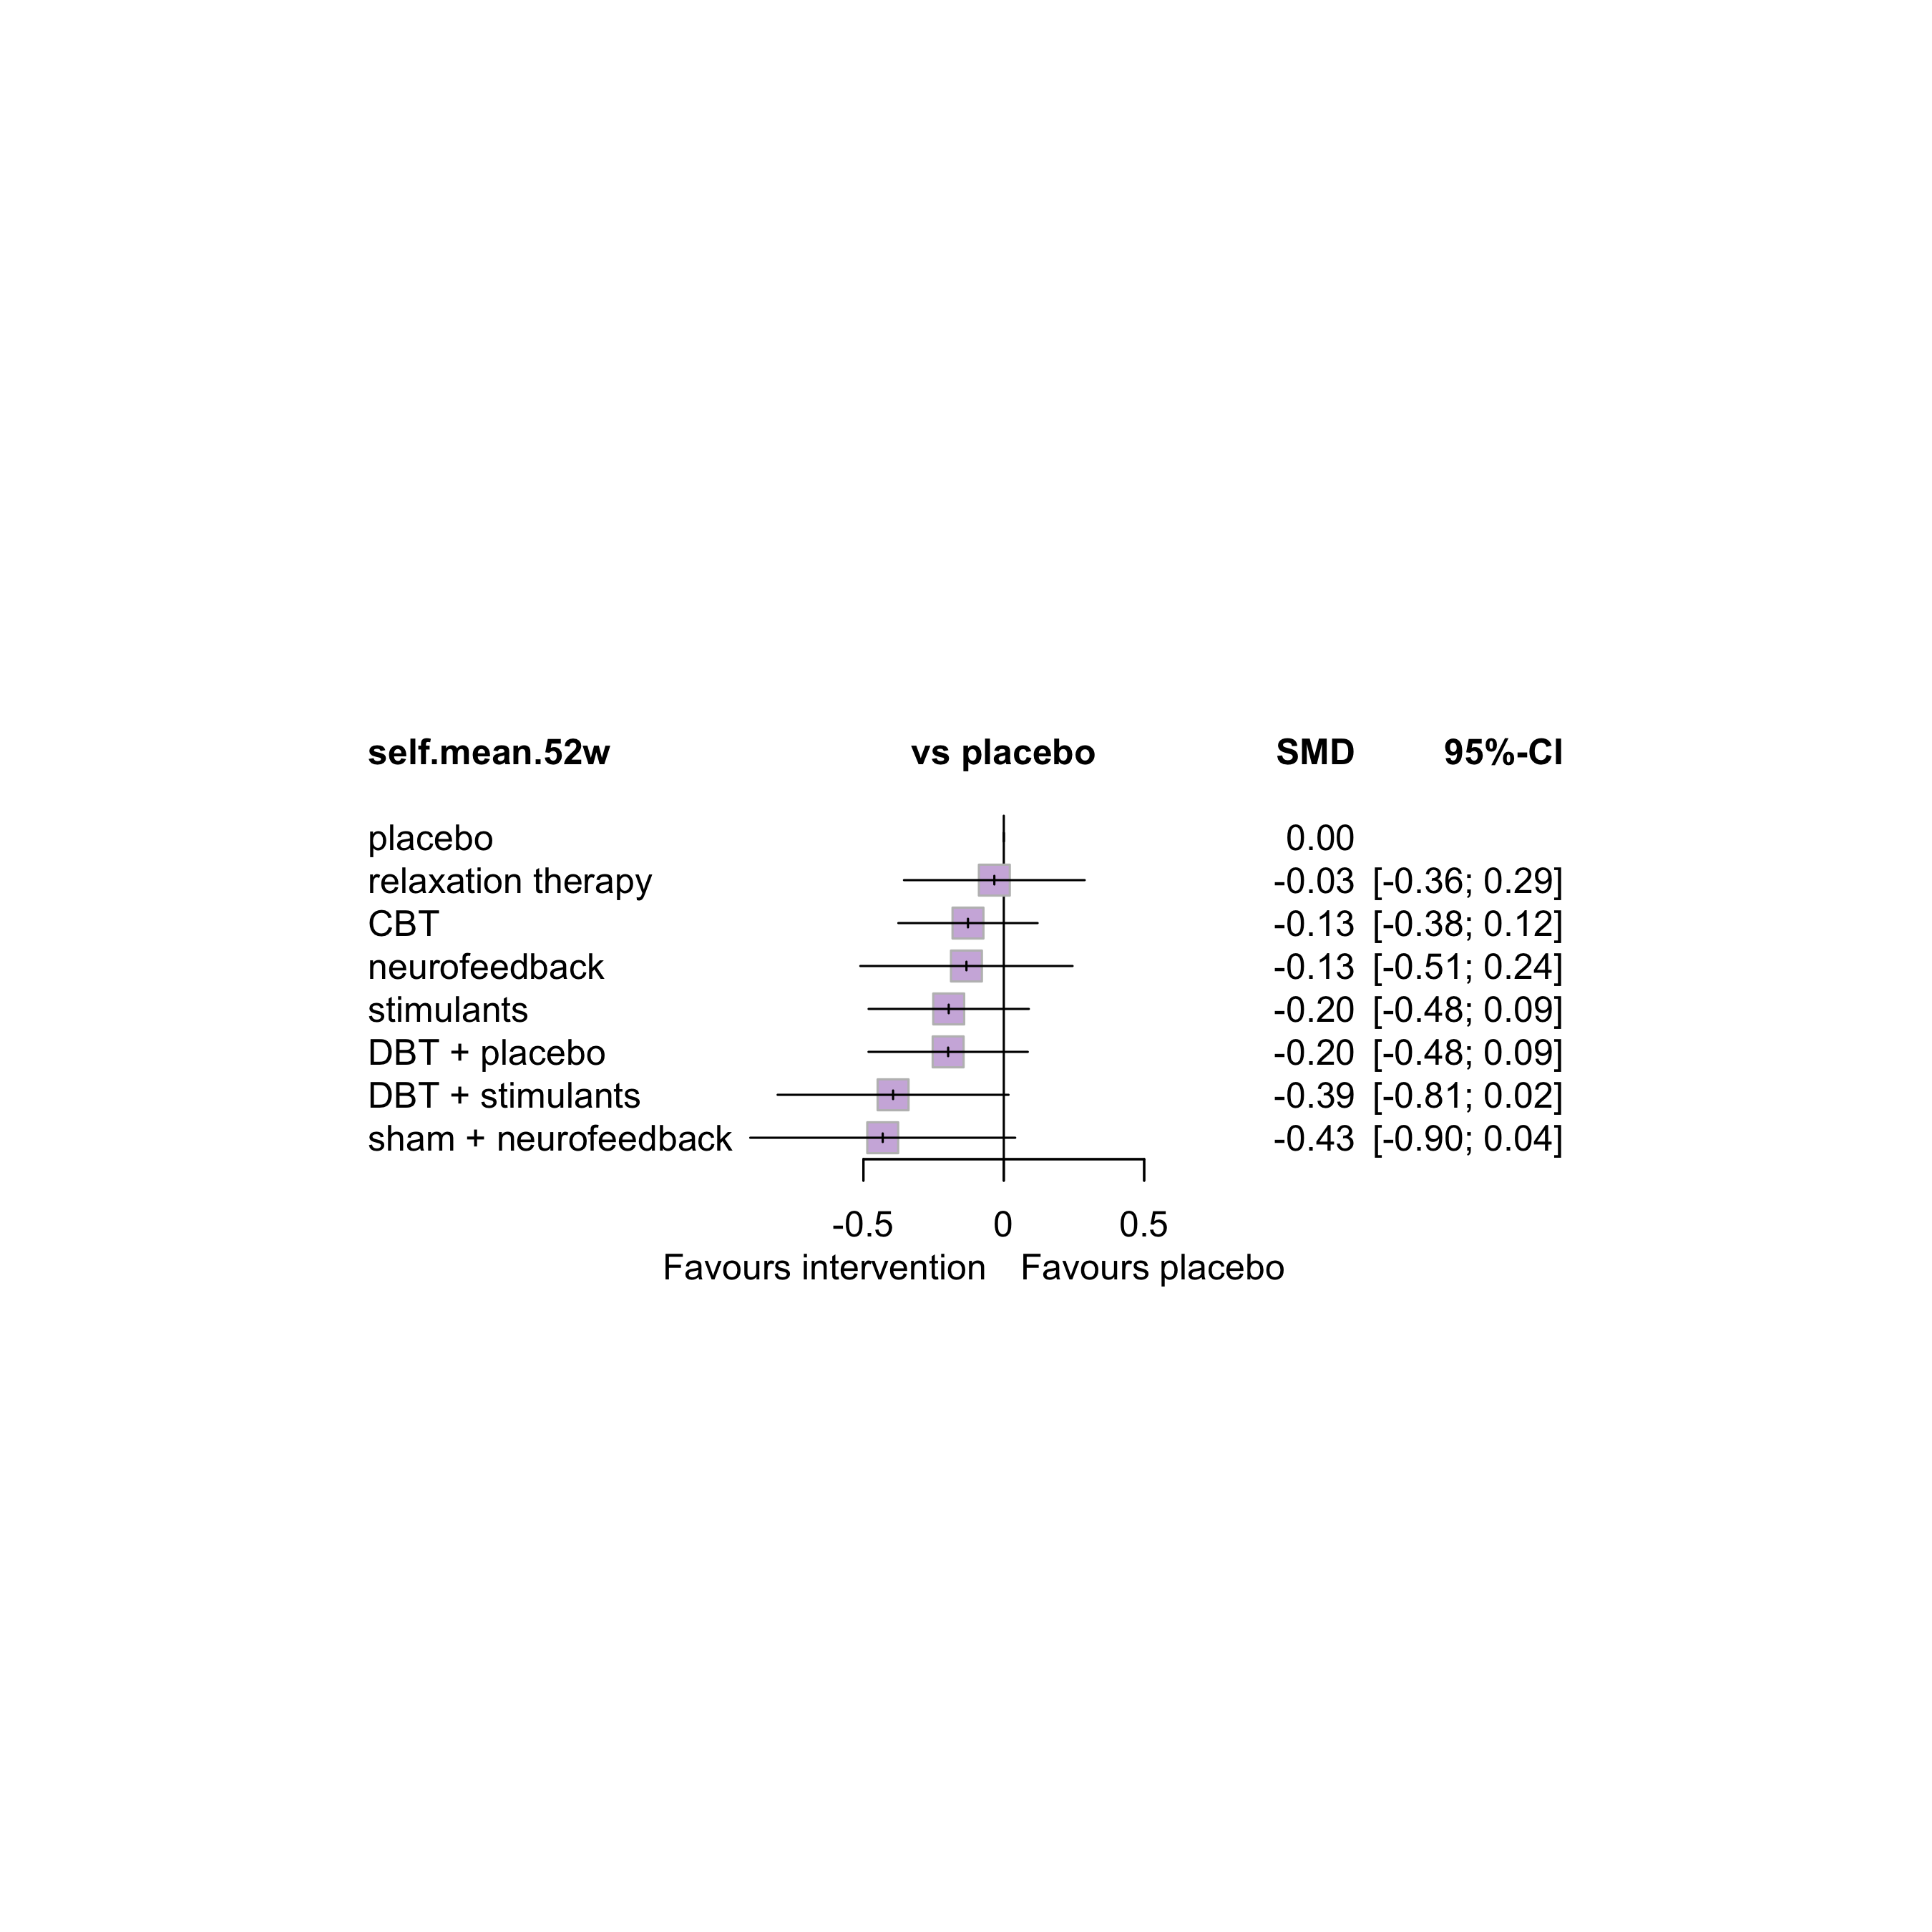 self.mean.52w vs placebo SMD 95%-CI
placebo 0.00
relaxation therapy -0.03 [-0.36; 0.29]
CBT -0.13 [-0.38; 0.12]
neurofeedback -0.13 [-0.51; 0.24]
stimulants -0.20 [-0.48; 0.09]
DBT + placebo -0.20 [-0.48; 0.09]
DBT + stimulants -0.39 [-0.81; 0.02]
sham + neurofeedback -0.43 [-0.90; 0.04]
-0.5 0 0.5
Favours intervention Favours placebo